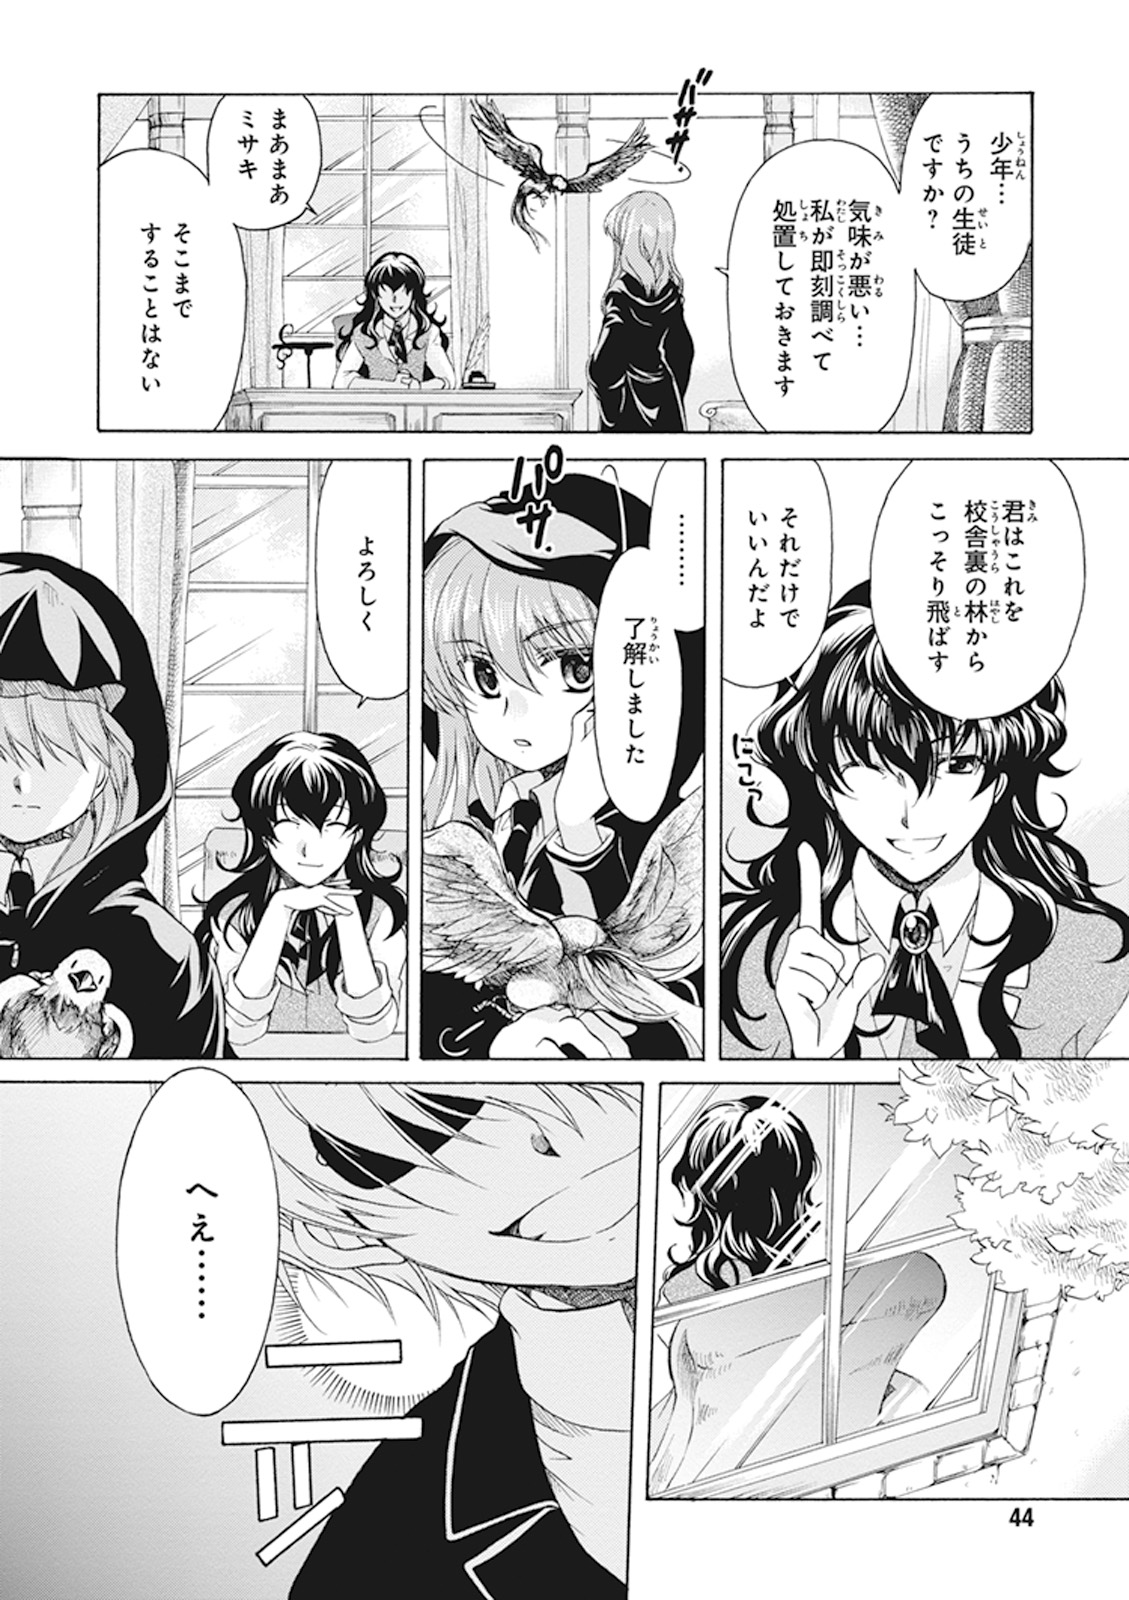 少年…
うちの生徒
ですか?
気味が悪い…
私が即刻調べて
処置しておきます
バサササ
まあまあ
ミサキ
そこまで
することはない
君はこれを
校舎裏の林から
こっそり飛ばす
それだけで
いいんだよ
にこっ
………
了解しました
バサ
よろしく
へえ……
44